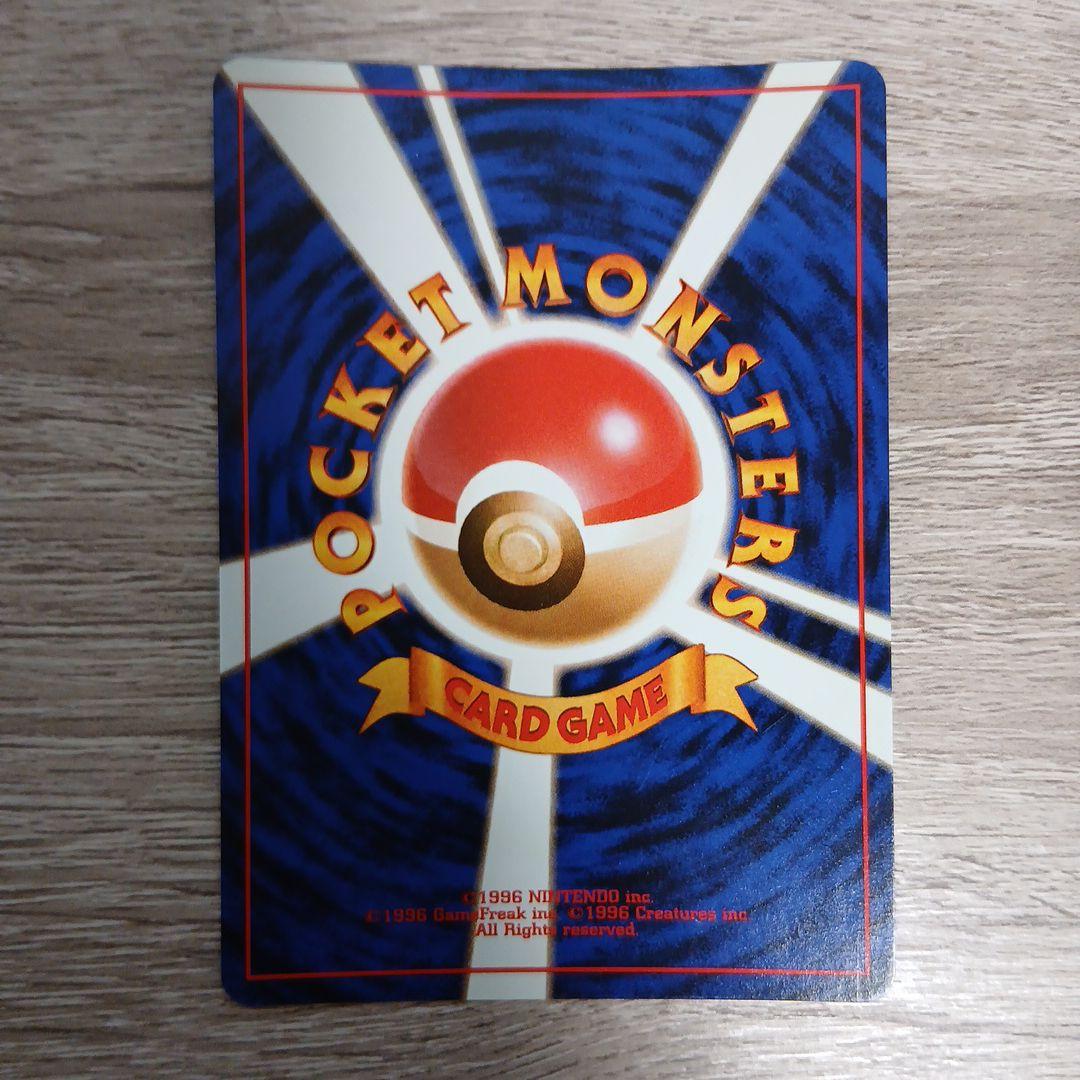 POCKET MONSTERS
CARD GAME
©1996 NINTENDO inc.
©1996 GameFreak inc. ©1996 Creatures inc.
All Rights reserved.